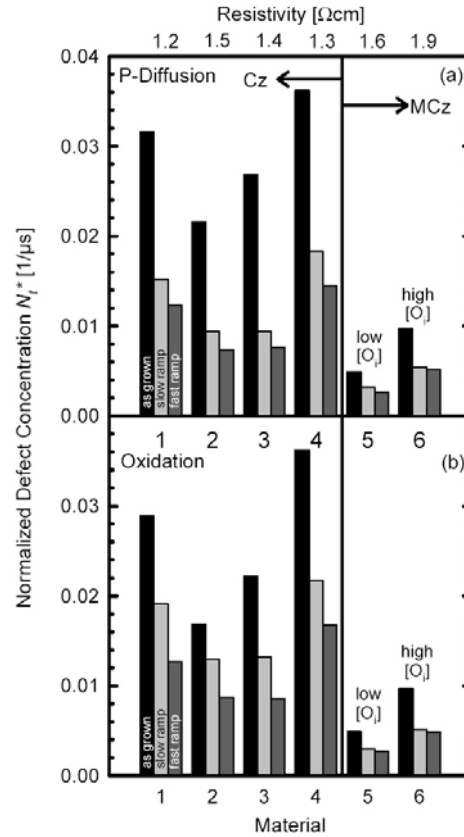 Resistivity [Ωcm]
1.2 1.5 1.4 1.3 1.6 1.9
0.04
P-Diffusion Cz (a)
MCz
0.03
0.02
high
[Oi]
low
[Oi]
0.01
as grown
slow ramp
fast ramp
0.00
1 2 3 4 5 6
Oxidation (b)
0.03
0.02
high
[Oi]
low
[Oi]
0.01
as grown
slow ramp
fast ramp
0.00
1 2 3 4 5 6
Material
Normalized Defect Concentration Nt* [1/µs]